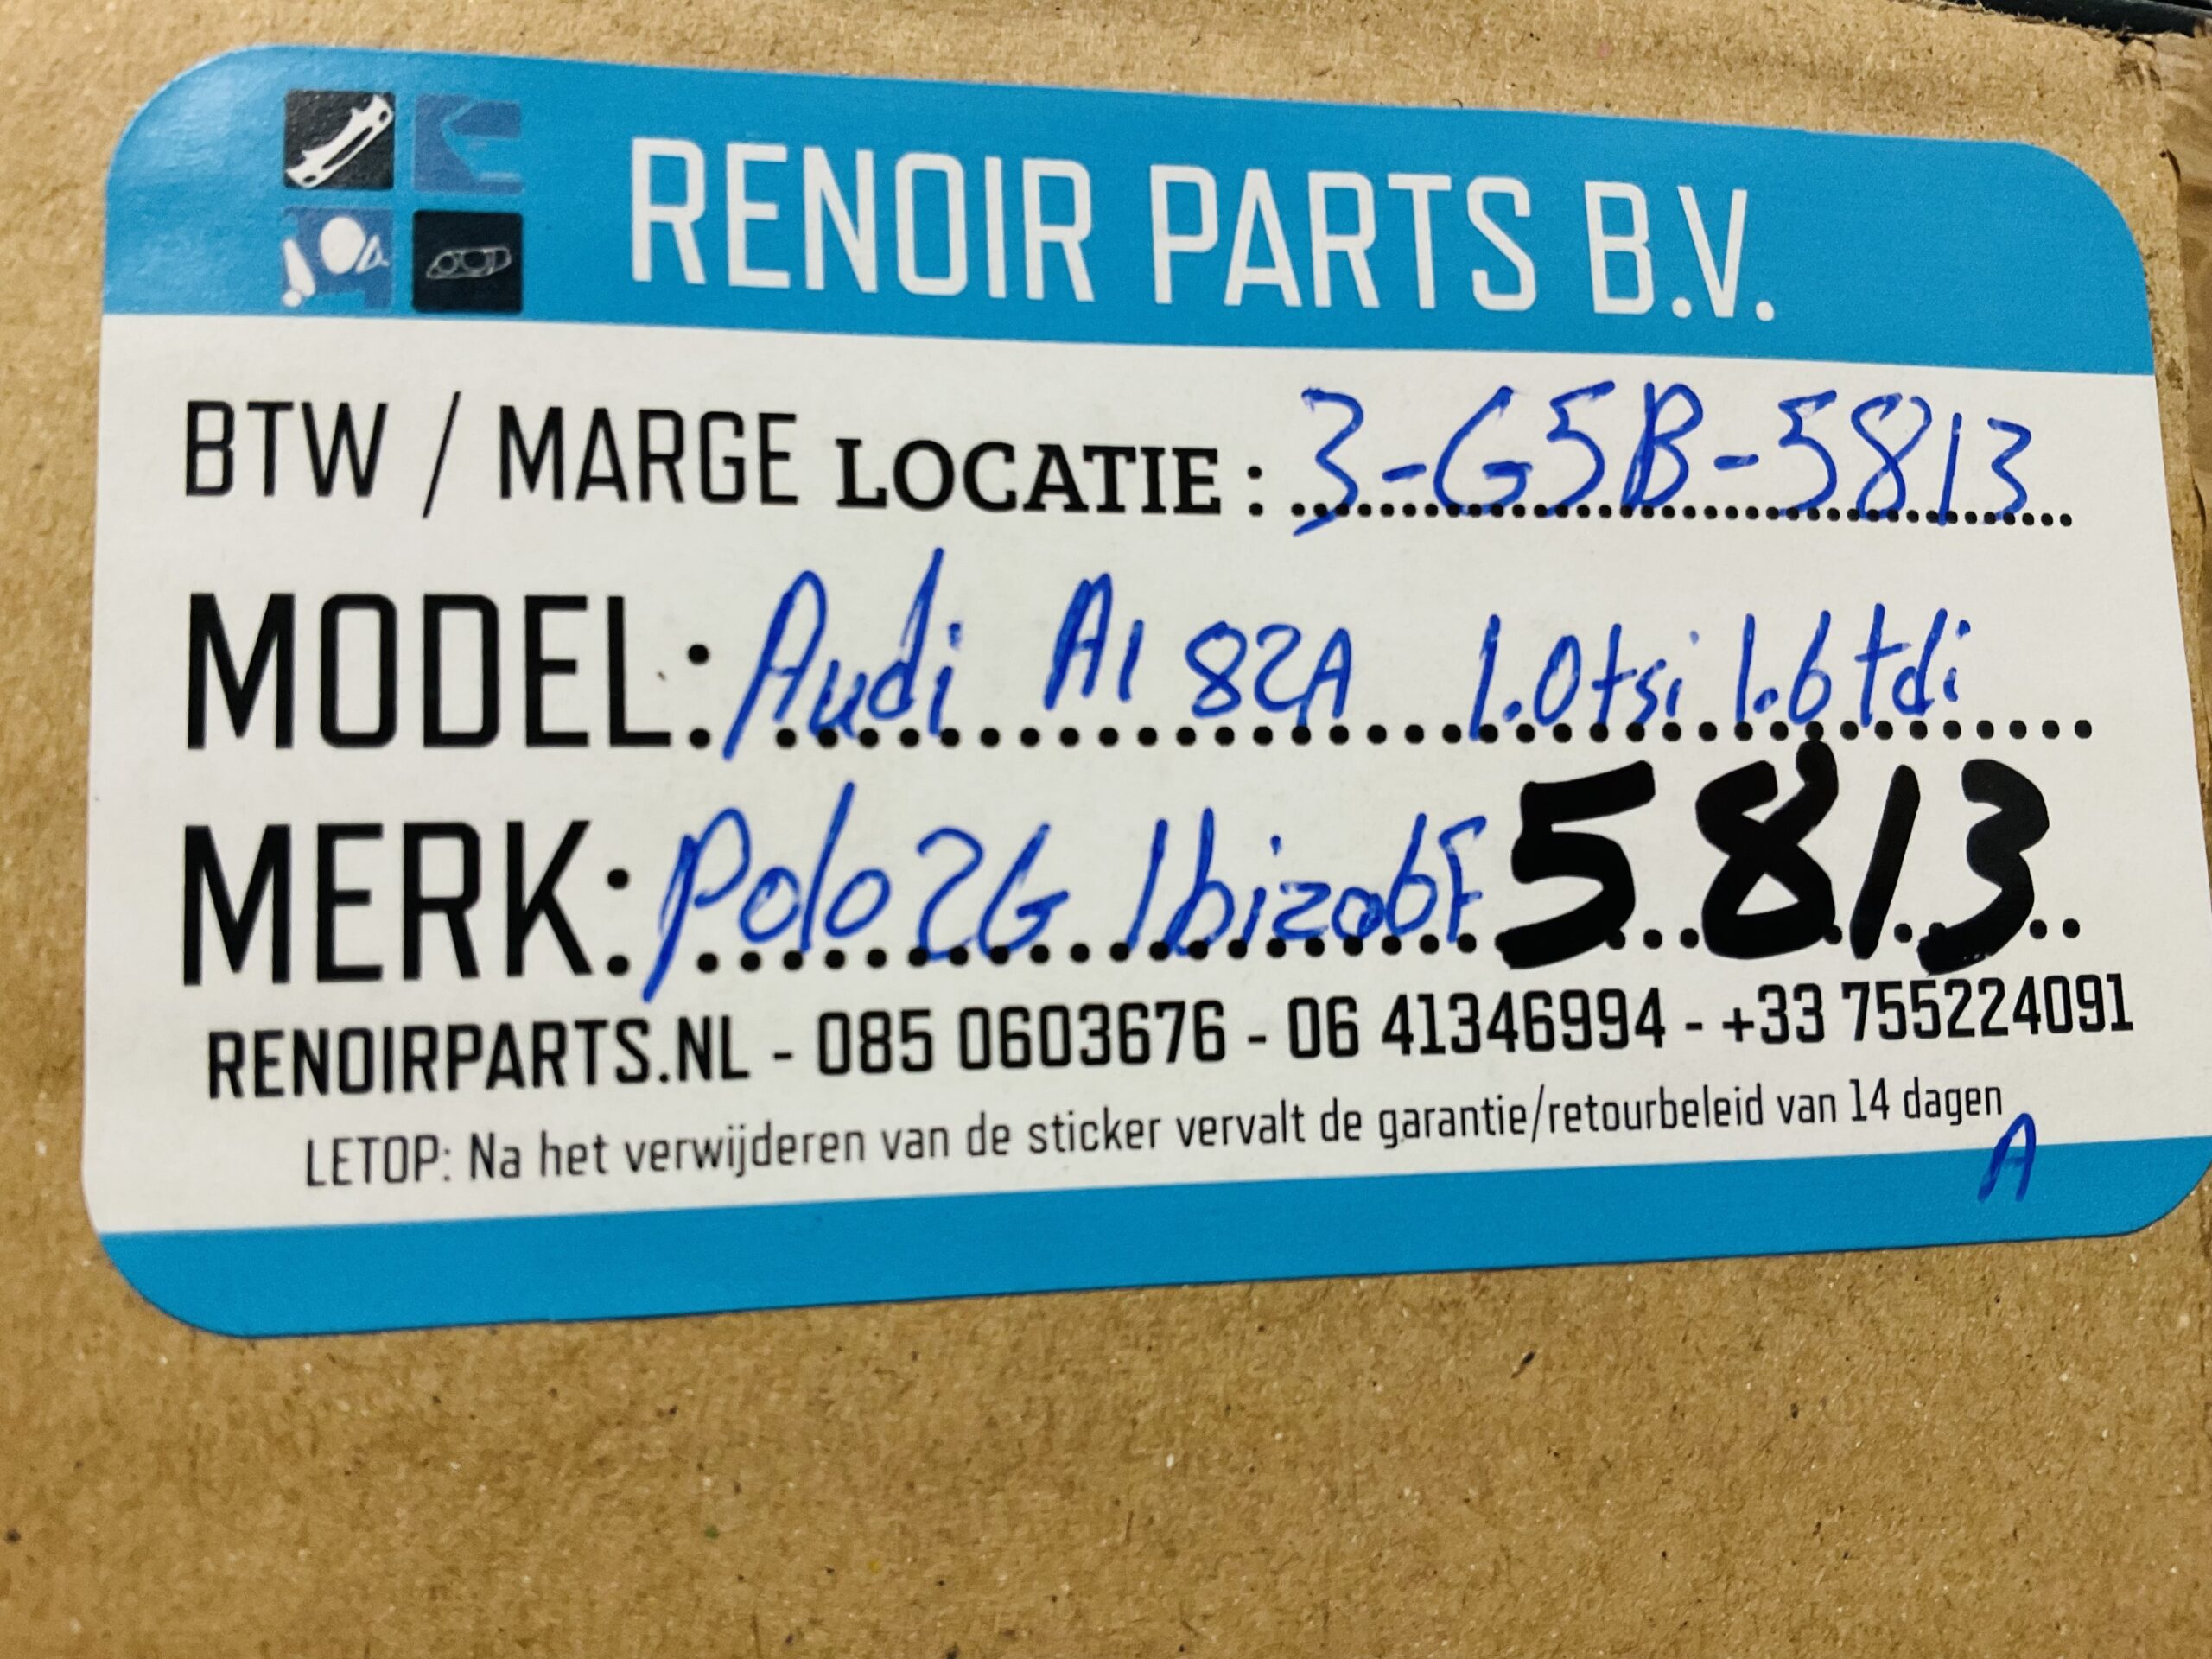 RENOIR PARTS B.V.
BTW / MARGE LOCATIE : 3-G5B-5813
MODEL: Audi A1 82A 1.0tsi 1.6tdi
MERK: Polo 2G Ibiza6F 5813
RENOIRPARTS.NL - 085 0603676 - 06 41346994 - +33 755224091
LETOP: Na het verwijderen van de sticker vervalt de garantie/retourbeleid van 14 dagen
A